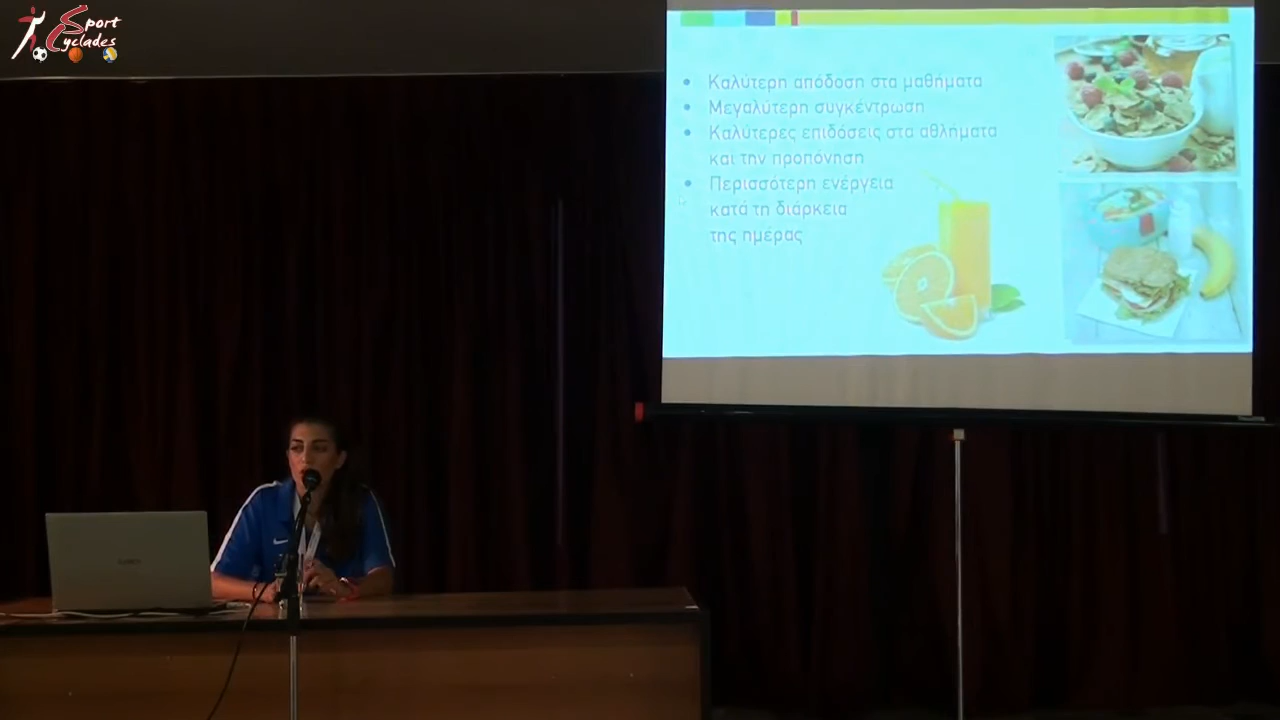 Sport
Cyclades
Καλύτερη απόδοση στα μαθήματα
Μεγαλύτερη συγκέντρωση
Καλύτερες επιδόσεις στα αθλήματα
και την προπόνηση
Περισσότερη ενέργεια
κατά τη διάρκεια
της ημέρας